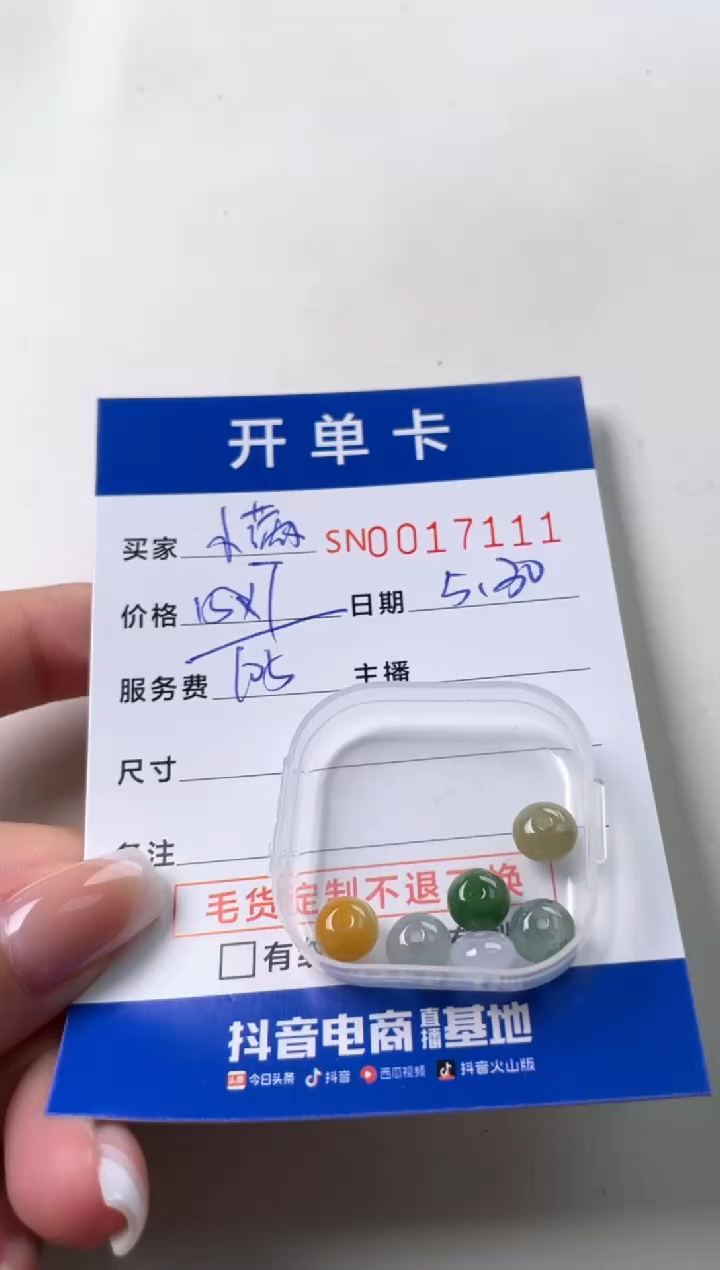 开单卡
买家 小满 SN0017111
价格 15X7 日期 5.30
服务费 105 主播
尺寸
备注
毛货定制不退不换
□有
抖音电商直播基地
今日头条 抖音 西瓜视频 抖音火山版